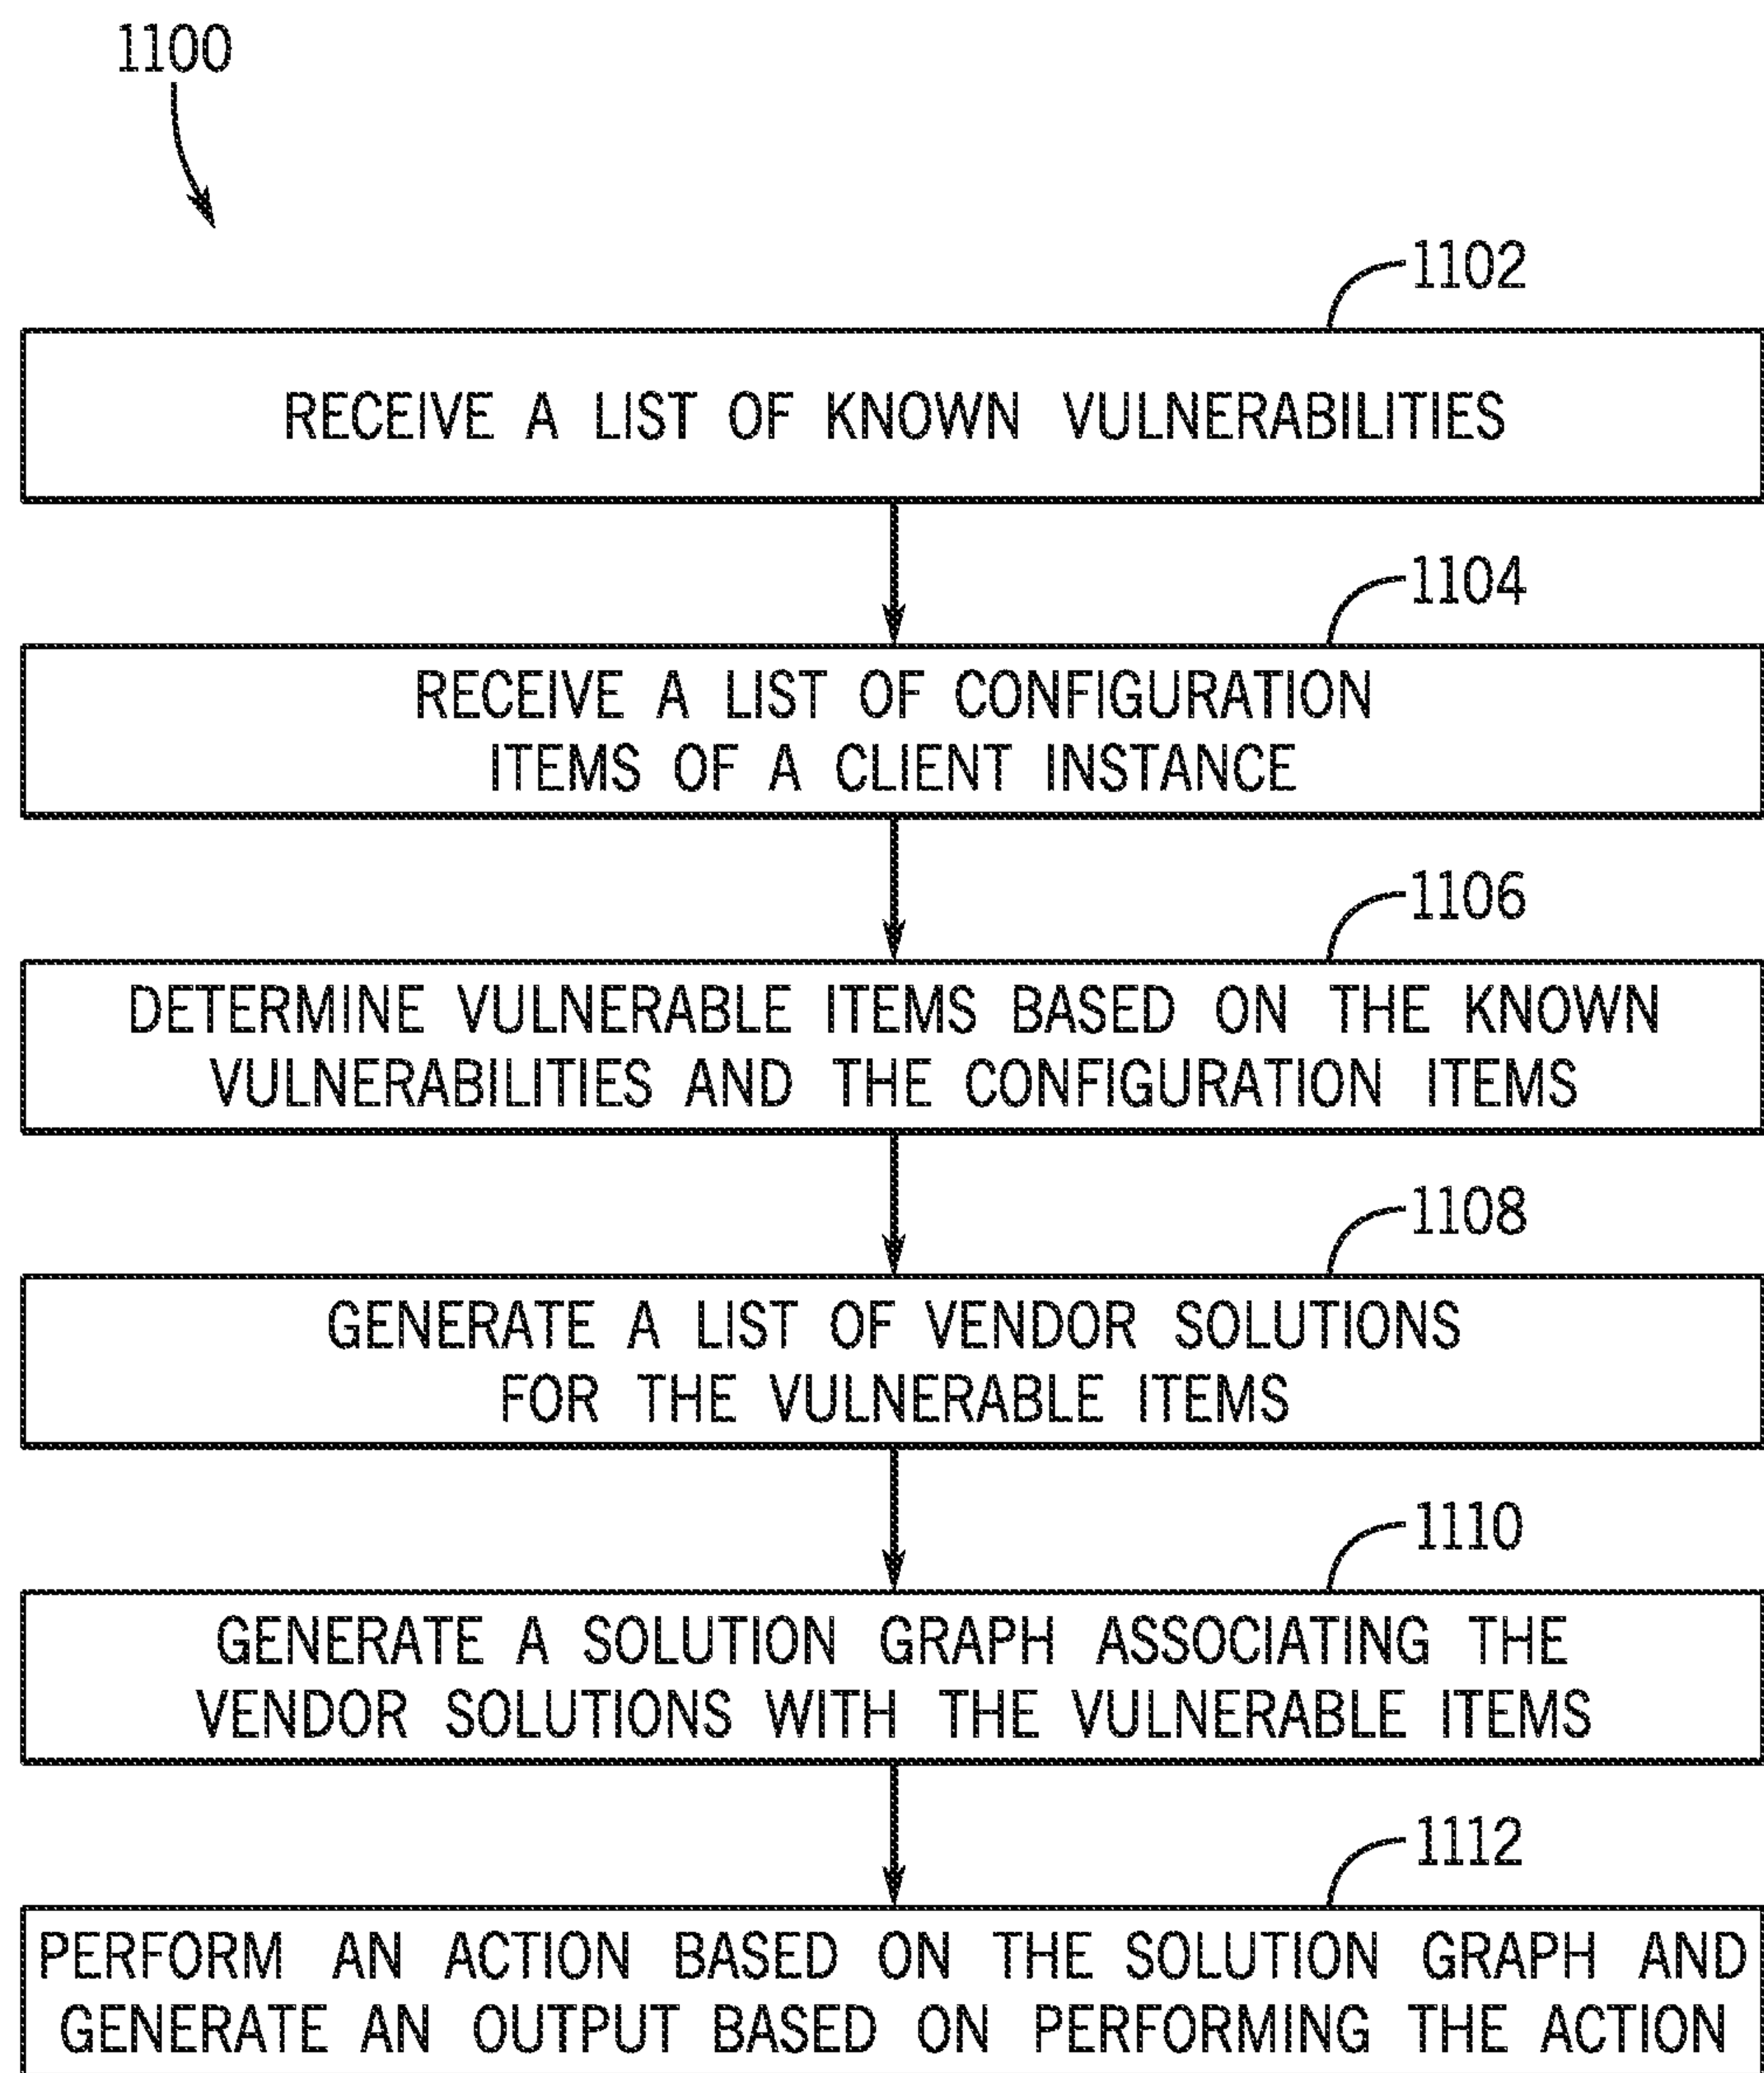 1100
1102
RECEIVE A LIST OF KNOWN VULNERABILITIES
1104
RECEIVE A LIST OF CONFIGURATION
ITEMS OF A CLIENT INSTANCE
1106
DETERMINE VULNERABLE ITEMS BASED ON THE KNOWN
VULNERABILITIES AND THE CONFIGURATION ITEMS
1108
GENERATE A LIST OF VENDOR SOLUTIONS
FOR THE VULNERABLE ITEMS
1110
GENERATE A SOLUTION GRAPH ASSOCIATING THE
VENDOR SOLUTIONS WITH THE VULNERABLE ITEMS
1112
PERFORM AN ACTION BASED ON THE SOLUTION GRAPH AND
GENERATE AN OUTPUT BASED ON PERFORMING THE ACTION